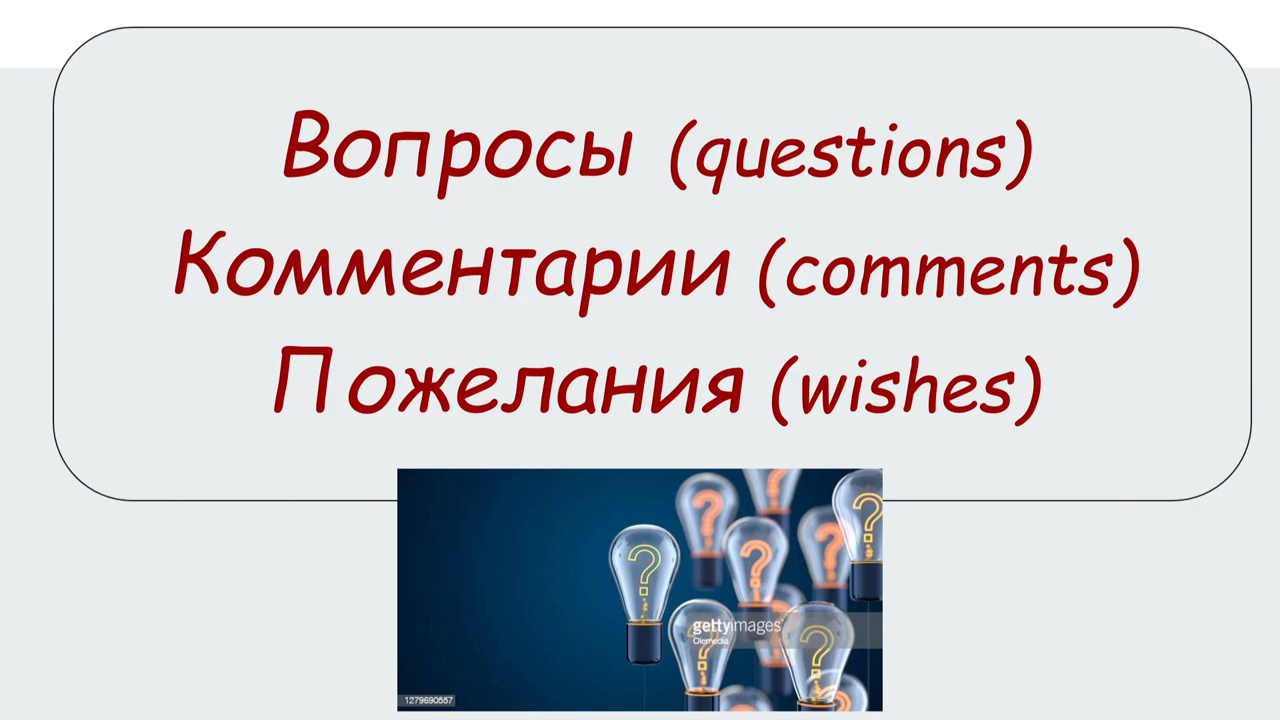 Вопросы (questions)
Комментарии (comments)
Пожелания (wishes)
gettyimages
Olemedia
1279690557